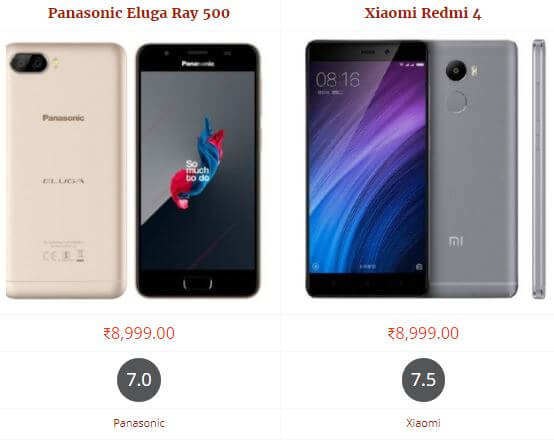 Panasonic Eluga Ray 500
Xiaomi Redmi 4
Panasonic
ELUGA
Panasonic
So
much
to do
08:16
mi
₹8,999.00
₹8,999.00
7.0
7.5
Panasonic
Xiaomi